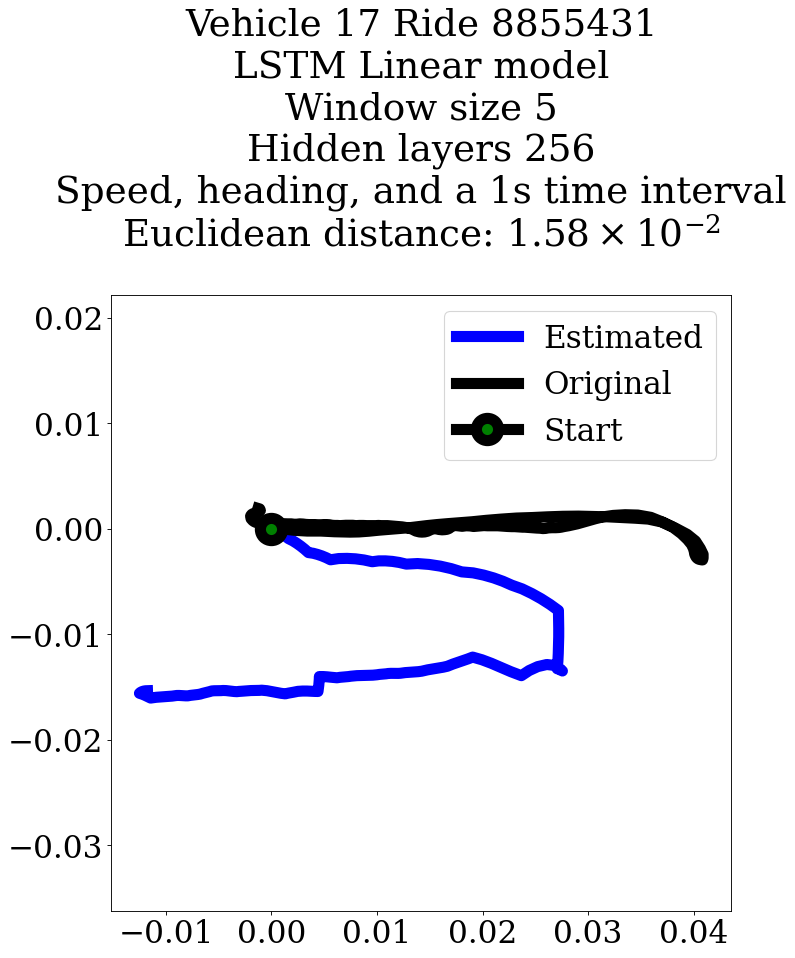 Vehicle 17 Ride 8855431
LSTM Linear model
Window size 5
Hidden layers 256
Speed, heading, and a 1s time interval
Euclidean distance: 1.58 × 10⁻²
Estimated
Original
Start
0.02
0.01
0.00
−0.01
−0.02
−0.03
−0.01 0.00 0.01 0.02 0.03 0.04